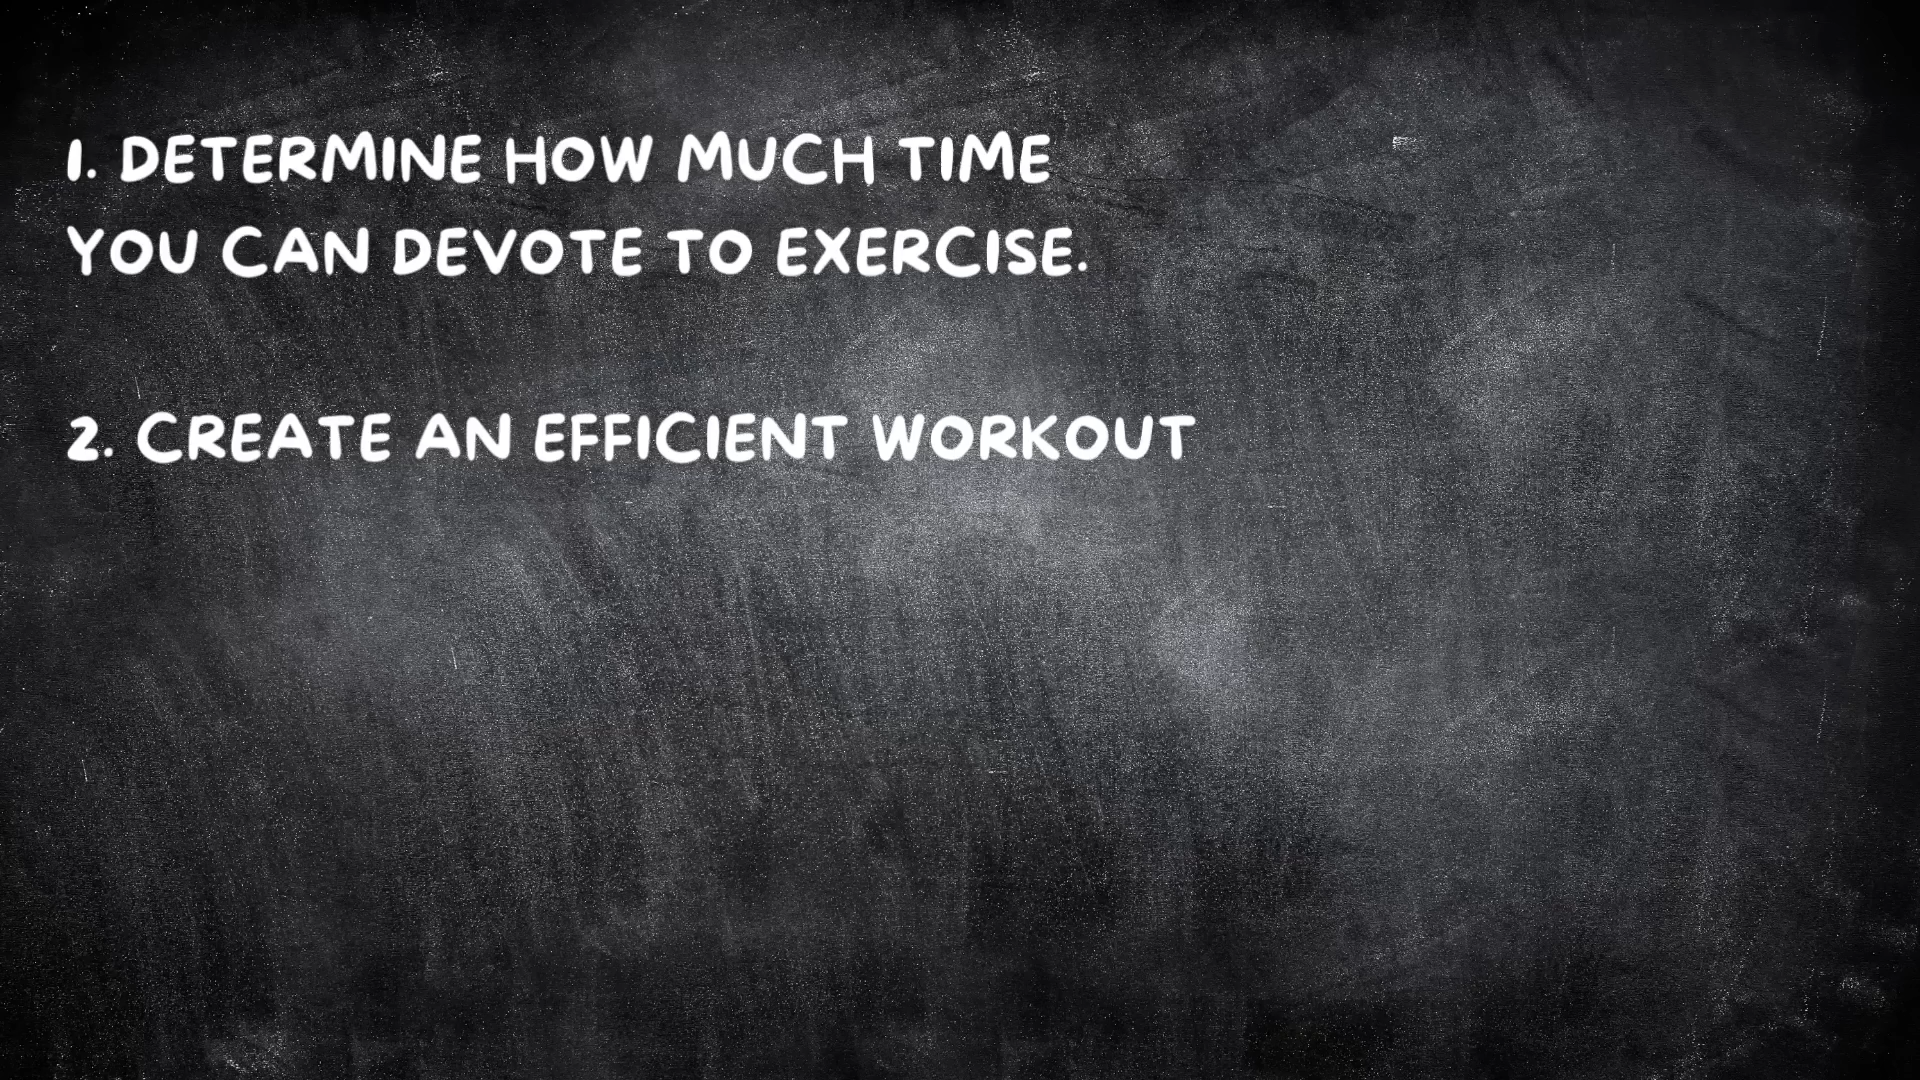 1. DETERMINE HOW MUCH TIME
YOU CAN DEVOTE TO EXERCISE.
2. CREATE AN EFFICIENT WORKOUT